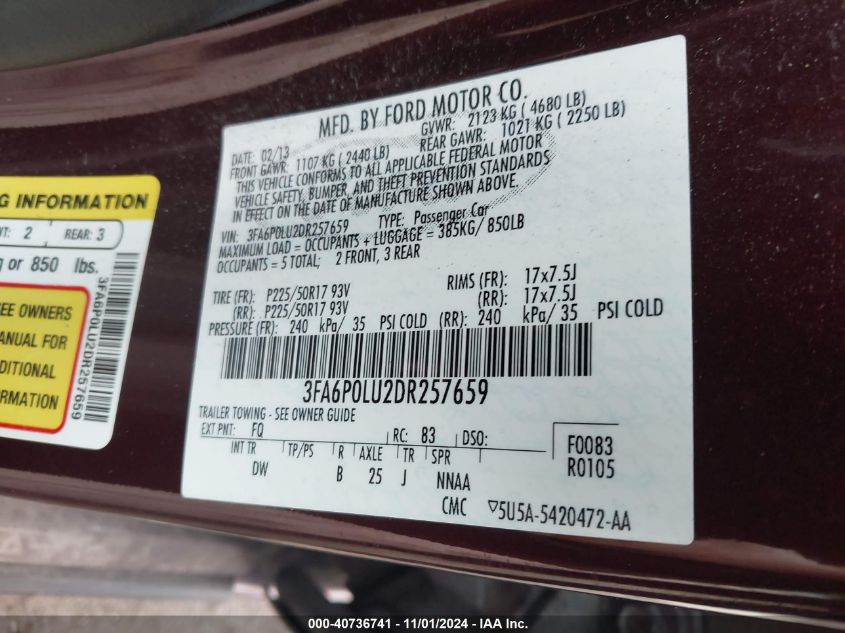 MFD. BY FORD MOTOR CO.
DATE: 02/13 GVWR: 2123 KG ( 4680 LB)
FRONT GAWR: 1107 KG ( 2440 LB) REAR GAWR: 1021 KG ( 2250 LB)
THIS VEHICLE CONFORMS TO ALL APPLICABLE FEDERAL MOTOR
VEHICLE SAFETY, BUMPER, AND THEFT PREVENTION STANDARDS
IN EFFECT ON THE DATE OF MANUFACTURE SHOWN ABOVE.
VIN: 3FA6P0LU2DR257659 TYPE: Passenger Car
MAXIMUM LOAD = OCCUPANTS + LUGGAGE = 385KG/ 850LB
OCCUPANTS = 5 TOTAL; 2 FRONT, 3 REAR
TIRE (FR): P225/50R17 93V RIMS (FR): 17x7.5J
(RR): P225/50R17 93V (RR): 17x7.5J
PRESSURE (FR): 240 kPa/ 35 PSI COLD (RR): 240 kPa/ 35 PSI COLD
3FA6P0LU2DR257659
TRAILER TOWING - SEE OWNER GUIDE
EXT PNT: FQ RC: 83 DSO: F0083
R0105
INT TR TP/PS R AXLE TR SPR
DW B 25 J NNAA
CMC ▽5U5A-5420472-AA
G INFORMATION
NT: 2 REAR: 3
g or 850 lbs.
EE OWNERS
ANUAL FOR
DITIONAL
ORMATION
3FA6P0LU2DR257659
000-40736741 - 11/01/2024 - IAA Inc.